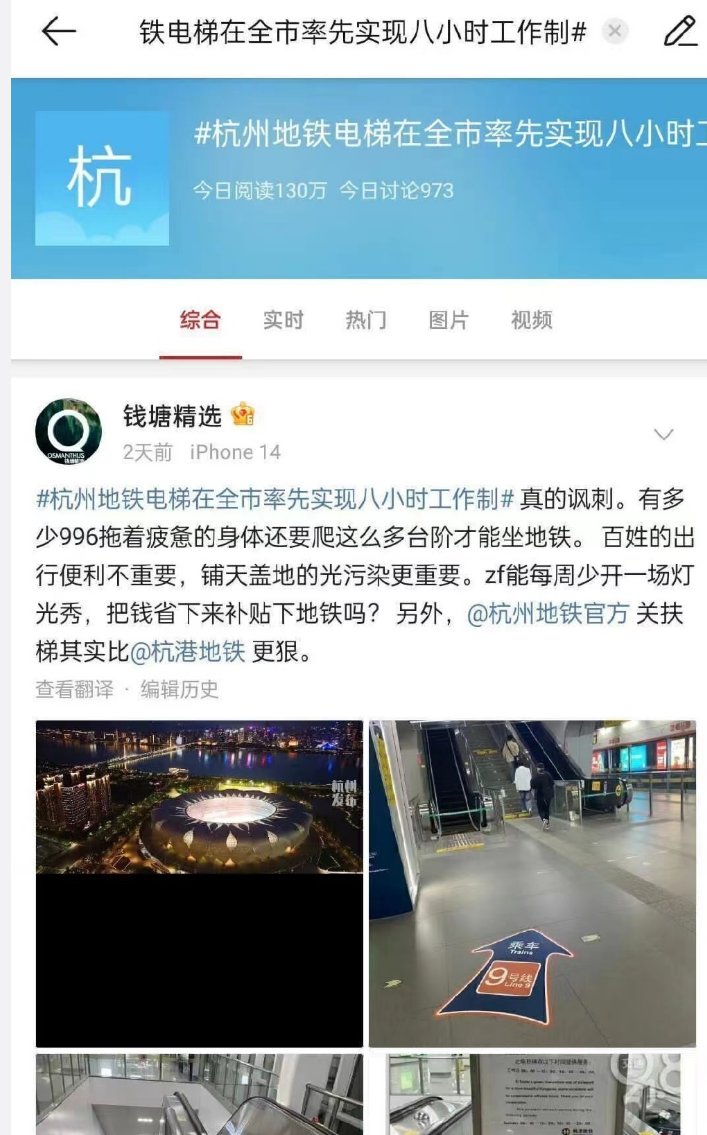 铁电梯在全市率先实现八小时工作制#
杭
#杭州地铁电梯在全市率先实现八小时工
今日阅读130万 今日讨论973
综合 实时 热门 图片 视频
钱塘精选
2天前 iPhone 14
OSMANTHUS
钱塘精选
#杭州地铁电梯在全市率先实现八小时工作制# 真的讽刺。有多
少996拖着疲惫的身体还要爬这么多台阶才能坐地铁。 百姓的出
行便利不重要，铺天盖地的光污染更重要。zf能每周少开一场灯
光秀，把钱省下来补贴下地铁吗？ 另外，@杭州地铁官方 关扶
梯其实比@杭港地铁 更狠。
查看翻译 · 编辑历史
杭州
发布
乘车
Trains
9号线
Line 9